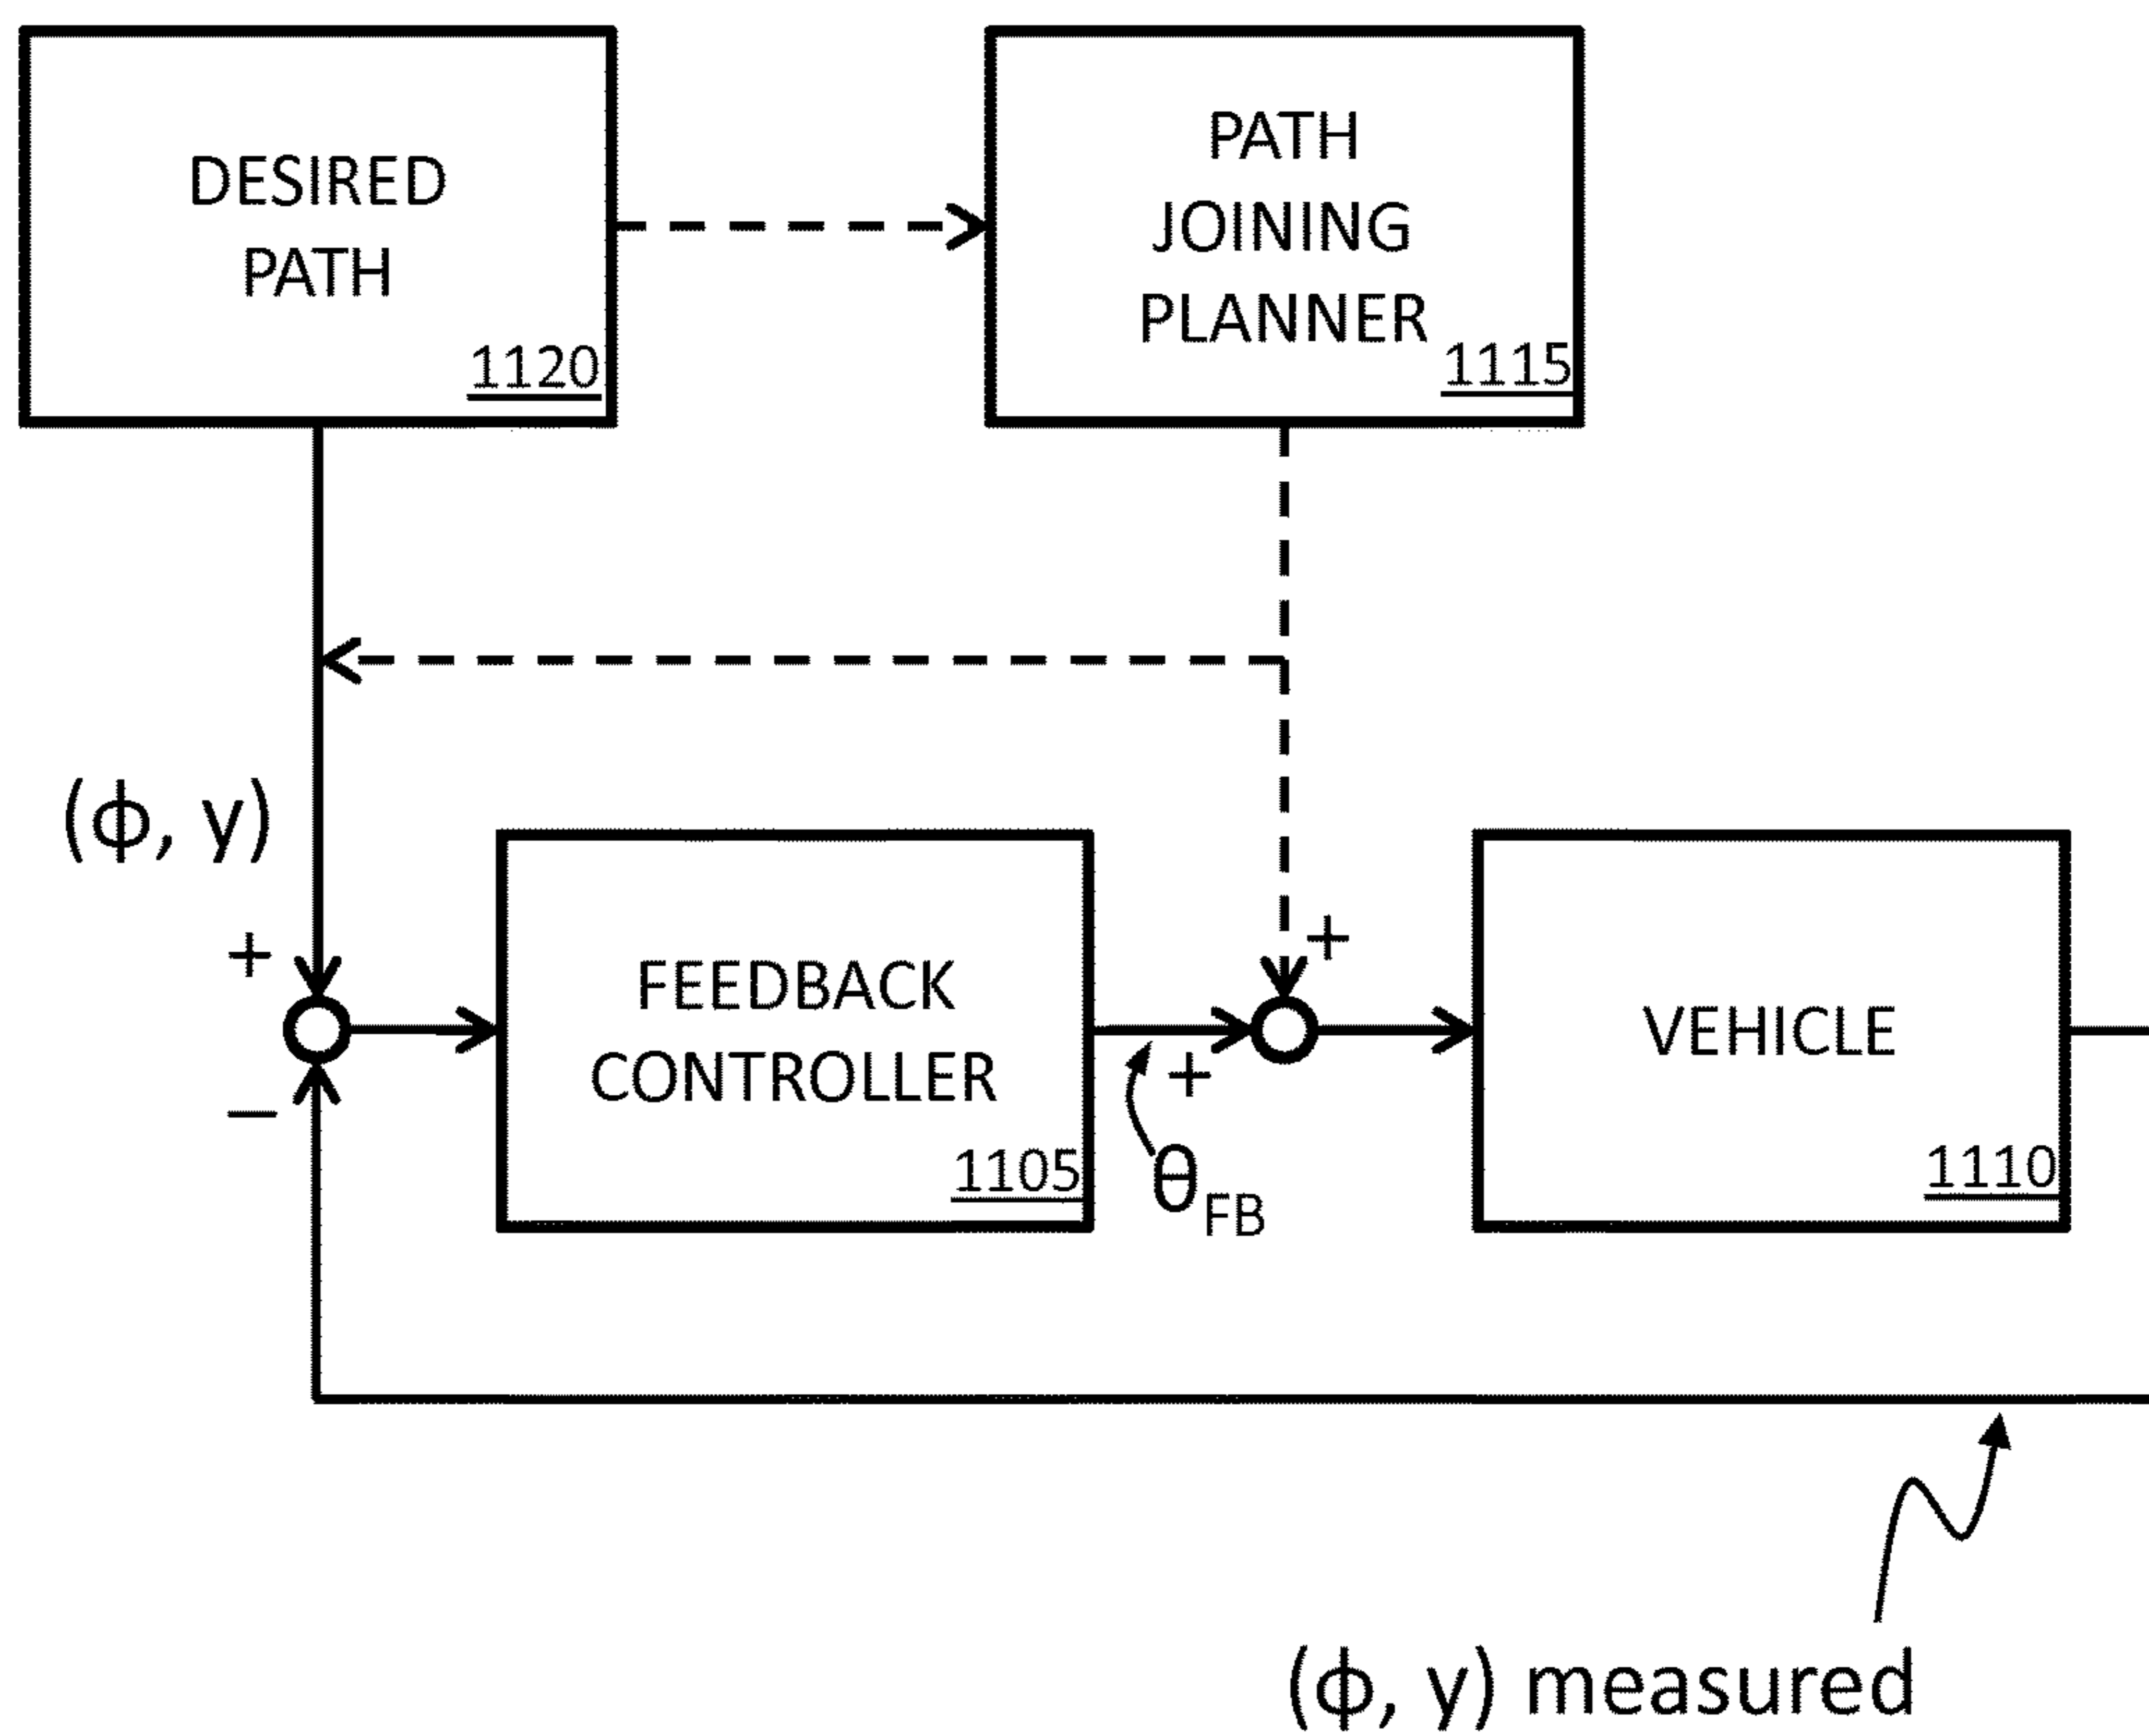 DESIRED
PATH
1120
PATH
JOINING
PLANNER
1115
(ϕ, y)
+
−
FEEDBACK
CONTROLLER
1105
+
+
θFB
VEHICLE
1110
(ϕ, y) measured